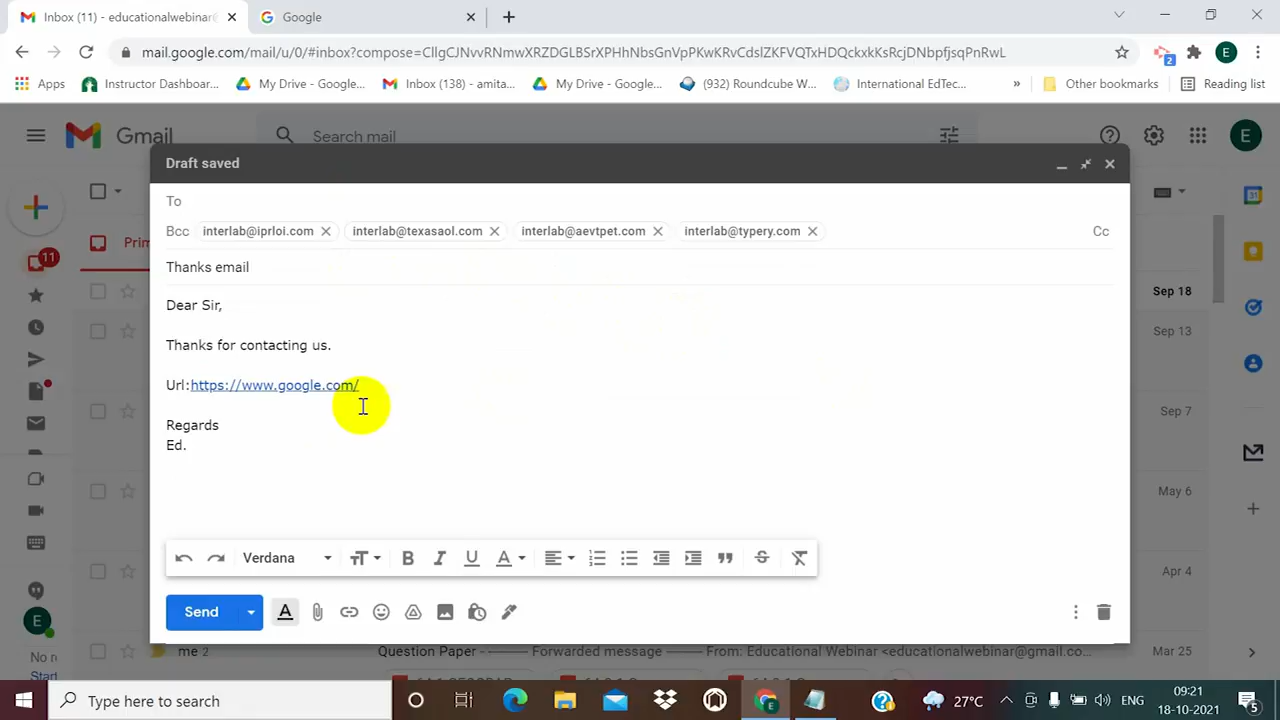 Inbox (11) - educationalwebinar@
Google
mail.google.com/mail/u/0/#inbox?compose=CllgCJNvvRNmwXRZDGLBSrXPHhNbsGnVpPKwKRvCdslZKFVQTxHDQckxkKsRcjDNbpfjsqPnRwL
E
2
Apps
Instructor Dashboar...
My Drive - Google...
Inbox (138) - amita...
My Drive - Google...
(932) Roundcube W...
International EdTec...
»
Other bookmarks
Reading list
Gmail
Search mail
E
Draft saved
To
Bcc interlab@iprloi.com interlab@texasaol.com interlab@aevtpet.com interlab@typery.com Cc
Prim
11
Thanks email
Sep 18
Dear Sir,
Sep 13
Thanks for contacting us.
Url:https://www.google.com/
Sep 7
Regards
Ed.
May 6
Verdana
Apr 4
Send
E
me 2
Question Paper - ---------- Forwarded message --------- From: Educational Webinar <educationalwebinar@gmail.co...
Mar 25
No r
Start
Type here to search
27°C
ENG
09:21
18-10-2021
5